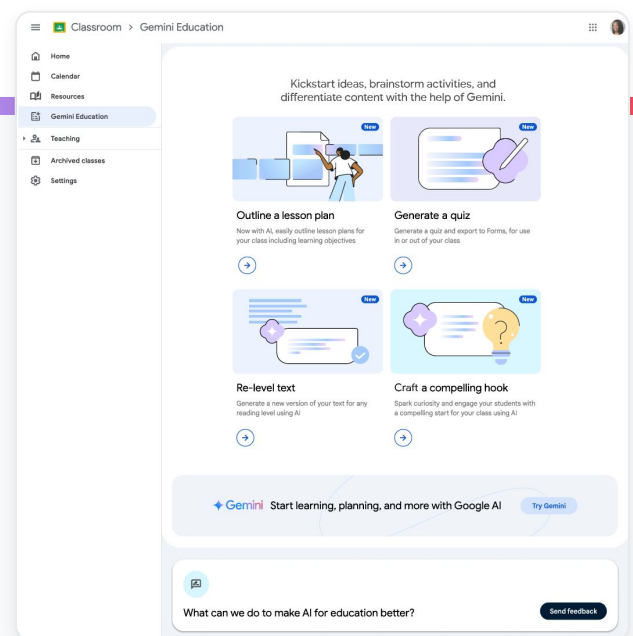 Classroom > Gemini Education
Home
Calendar
Resources
Gemini Education
Teaching
Archived classes
Settings
Kickstart ideas, brainstorm activities, and
differentiate content with the help of Gemini.
New
Outline a lesson plan
Now with AI, easily outline lesson plans for
your class including learning objectives
New
Generate a quiz
Generate a quiz and export to Forms, for use
in or out of your class
New
Re-level text
Generate a new version of your text for any
reading level using AI
New
?
Craft a compelling hook
Spark curiosity and engage your students with
a compelling start for your class using AI
Gemini Start learning, planning, and more with Google AI Try Gemini
What can we do to make AI for education better? Send feedback